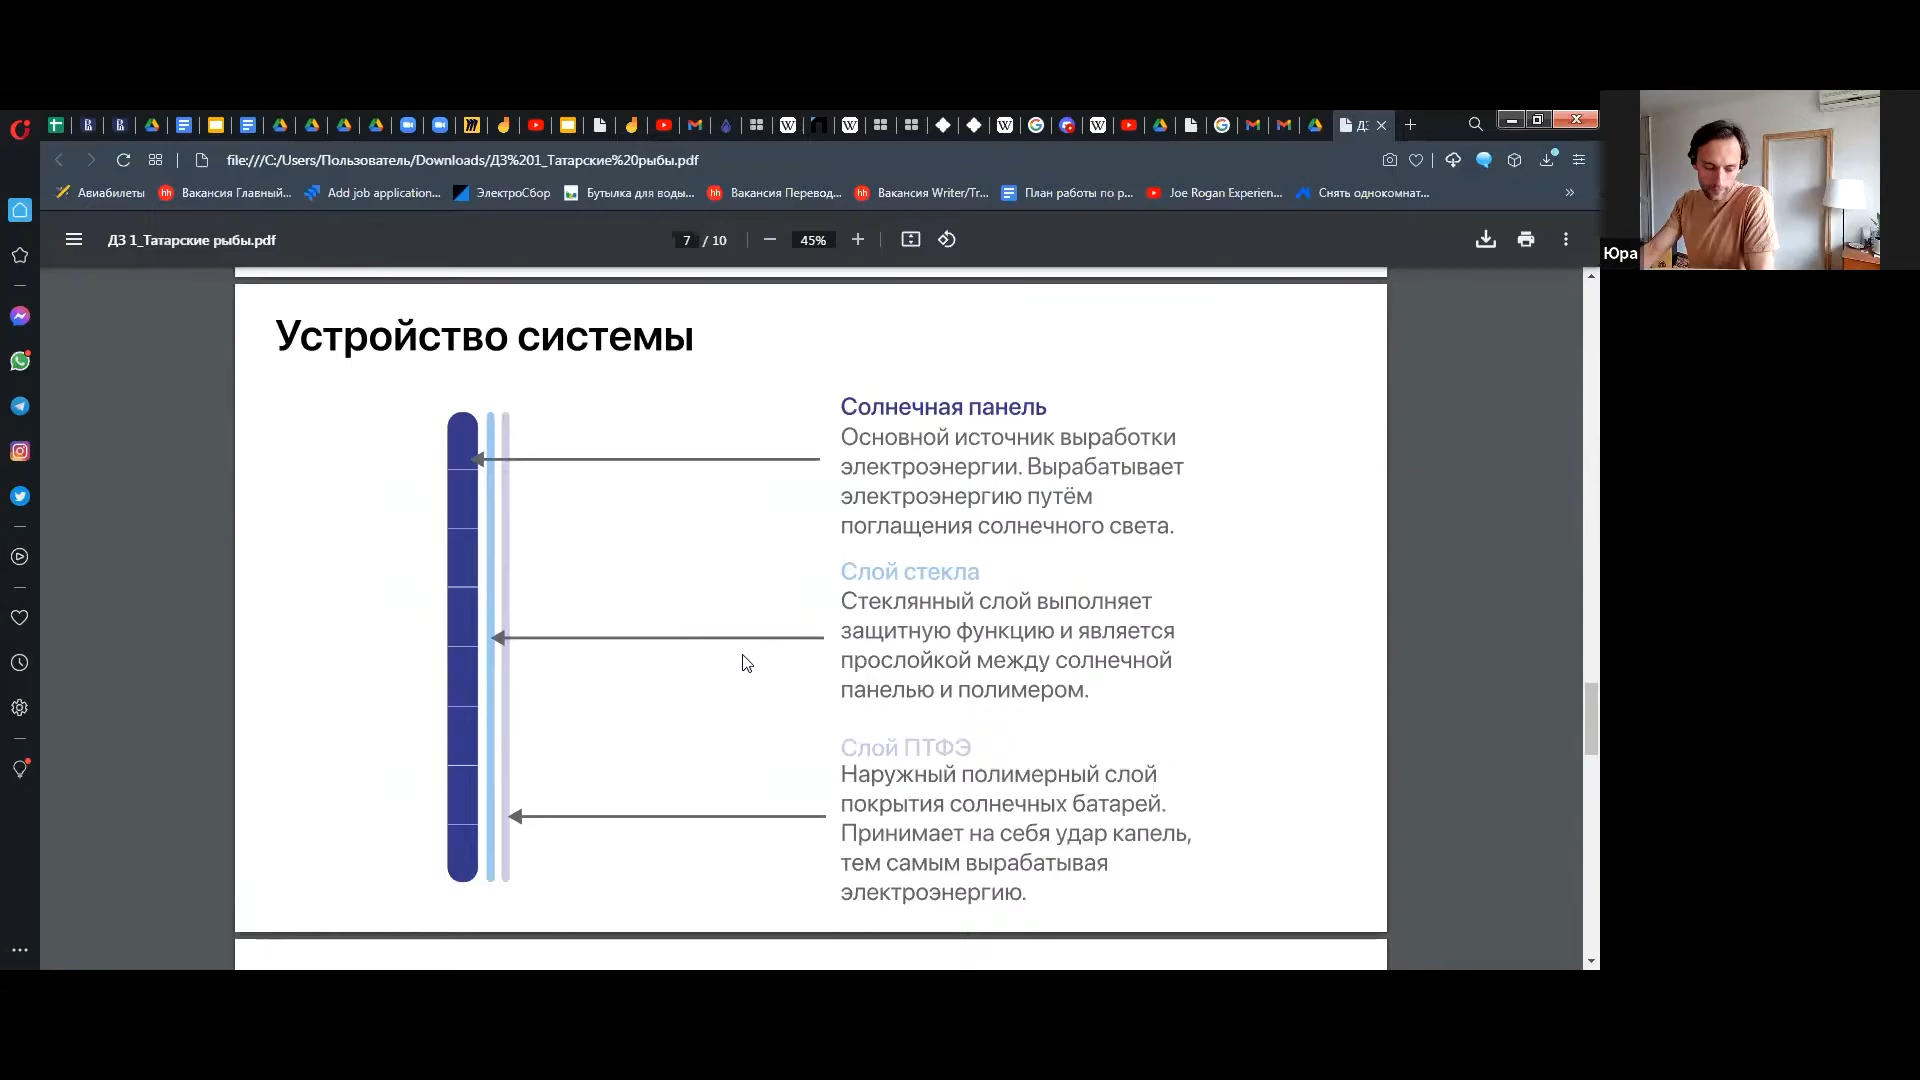 file:///C:/Users/Пользователь/Downloads/ДЗ%201_Татарские%20рыбы.pdf
Авиабилеты
Вакансия Главный...
Add job application...
ЭлектроСбор
Бутылка для воды...
Вакансия Перевод...
Вакансия Writer/Tr...
План работы по р...
Joe Rogan Experien...
Снять однокомнат...
ДЗ 1_Татарские рыбы.pdf
7 / 10
45%
Юра
Устройство системы
Солнечная панель
Основной источник выработки
электроэнергии. Вырабатывает
электроэнергию путём
поглащения солнечного света.
Слой стекла
Стеклянный слой выполняет
защитную функцию и является
прослойкой между солнечной
панелью и полимером.
Слой ПТФЭ
Наружный полимерный слой
покрытия солнечных батарей.
Принимает на себя удар капель,
тем самым вырабатывая
электроэнергию.